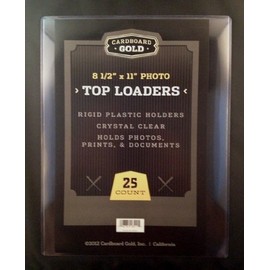 CARDBOARD
GOLD
8 1/2" x 11" PHOTO
› TOP LOADERS ‹
RIGID PLASTIC HOLDERS
CRYSTAL CLEAR
HOLDS PHOTOS,
PRINTS, & DOCUMENTS
25
COUNT
©2012 Cardboard Gold, Inc. | California